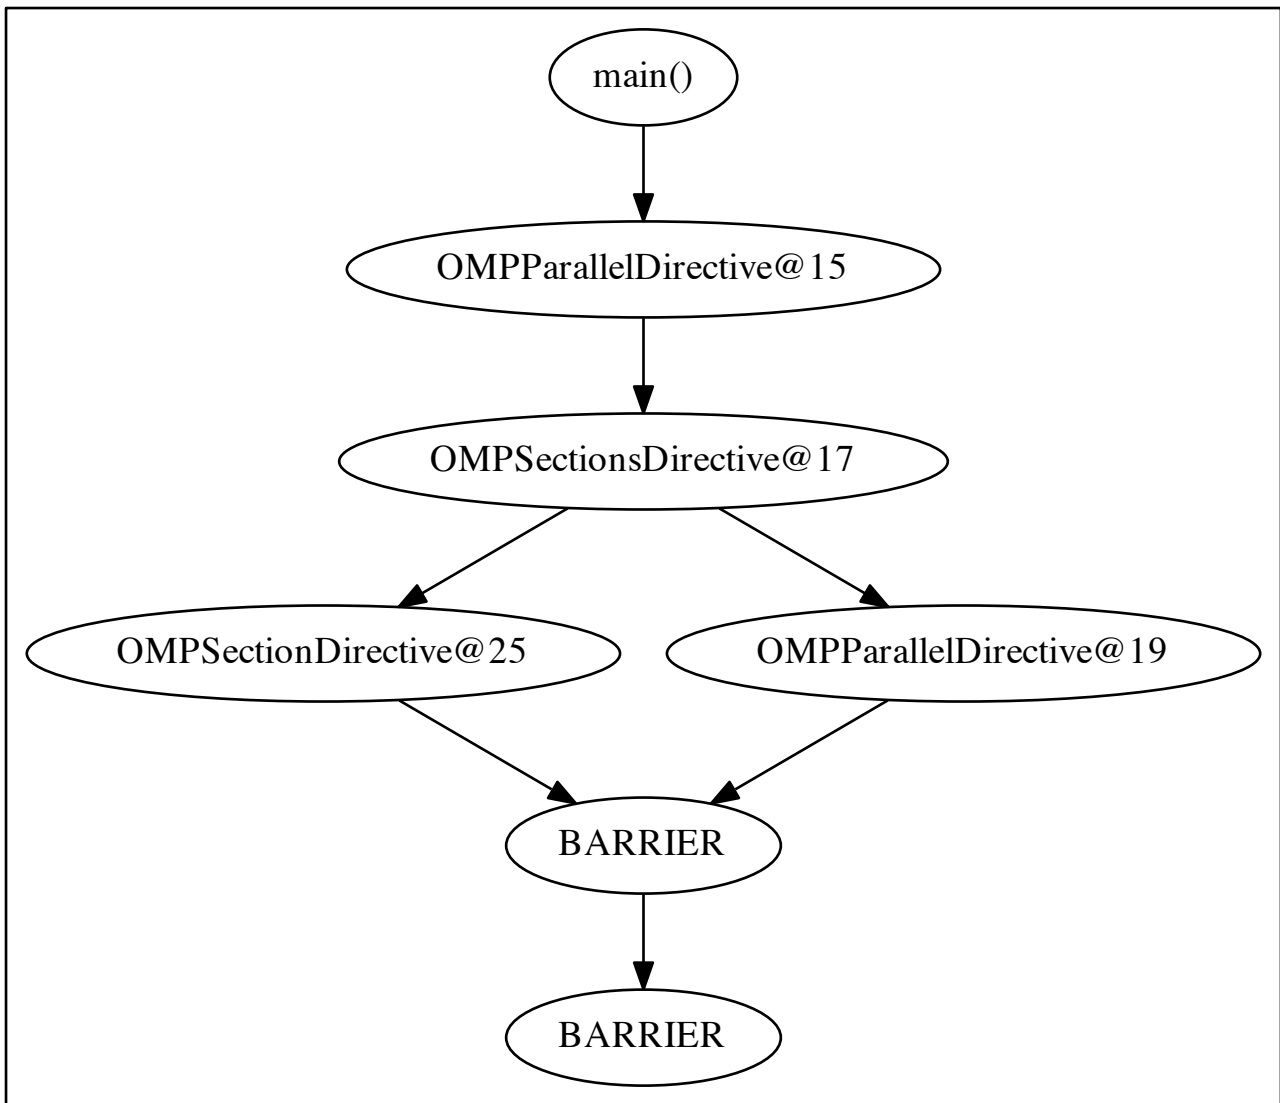 main()
OMPParallelDirective@15
OMPSectionsDirective@17
OMPSectionDirective@25
OMPParallelDirective@19
BARRIER
BARRIER